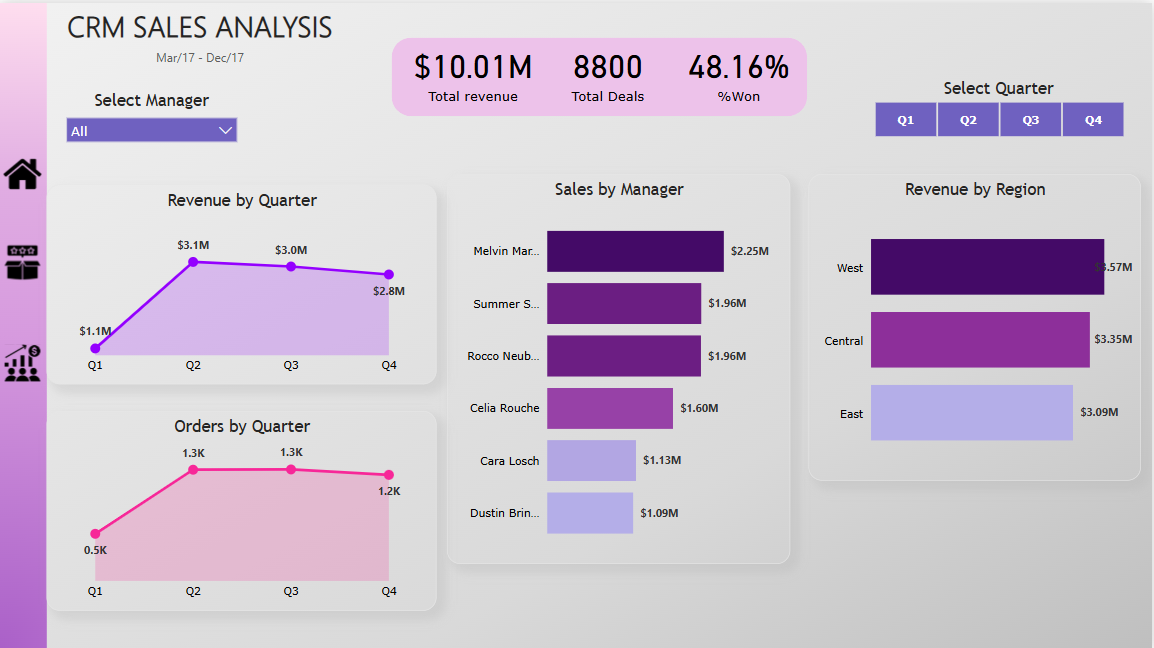 CRM SALES ANALYSIS
Mar/17 - Dec/17
Select Manager
All
$10.01M 8800 48.16%
Total revenue Total Deals %Won
Select Quarter
Q1 Q2 Q3 Q4
Revenue by Quarter
$1.1M
$3.1M
$3.0M
$2.8M
Q1 Q2 Q3 Q4
Orders by Quarter
0.5K
1.3K
1.3K
1.2K
Q1 Q2 Q3 Q4
Sales by Manager
Melvin Mar... $2.25M
Summer S... $1.96M
Rocco Neub... $1.96M
Celia Rouche $1.60M
Cara Losch $1.13M
Dustin Brin... $1.09M
Revenue by Region
West $3.57M
Central $3.35M
East $3.09M